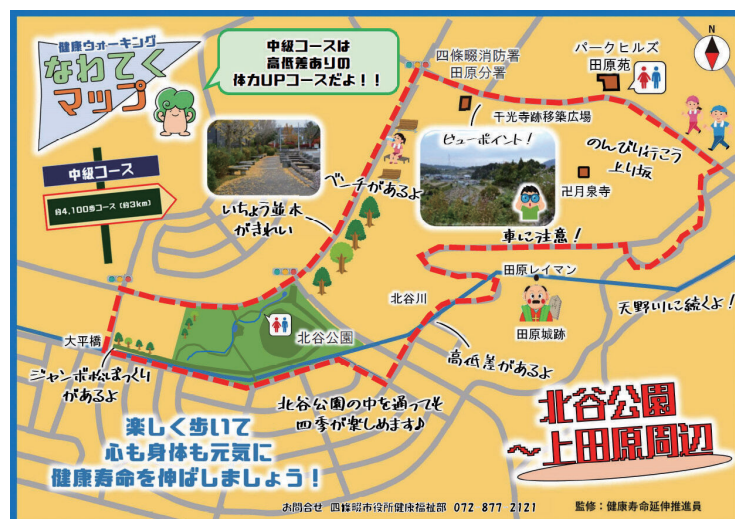 健康ウォーキング
なわてく
マップ
中級コースは
高低差ありの
体力UPコースだよ！！
四條畷消防署
田原分署
パークヒルズ
田原苑
N
千光寺跡移築広場
ビューポイント！
のんびり行こう
上り坂
卍月泉寺
中級コース
約4,100歩コース（約3km）
ベンチがあるよ
いちょう並木
がきれい
車に注意！
田原レイマン
北谷川
田原城跡
天野川に続くよ！
大平橋
北谷公園
高低差があるよ
ジャンボ松ぼっくり
があるよ
北谷公園の中を通っても
四季が楽しめます♪
北谷公園
～上田原周辺
楽しく歩いて
心も身体も元気に
健康寿命を伸ばしましょう！
お問合せ 四條畷市役所健康福祉部 072 877 2121
監修：健康寿命延伸推進員